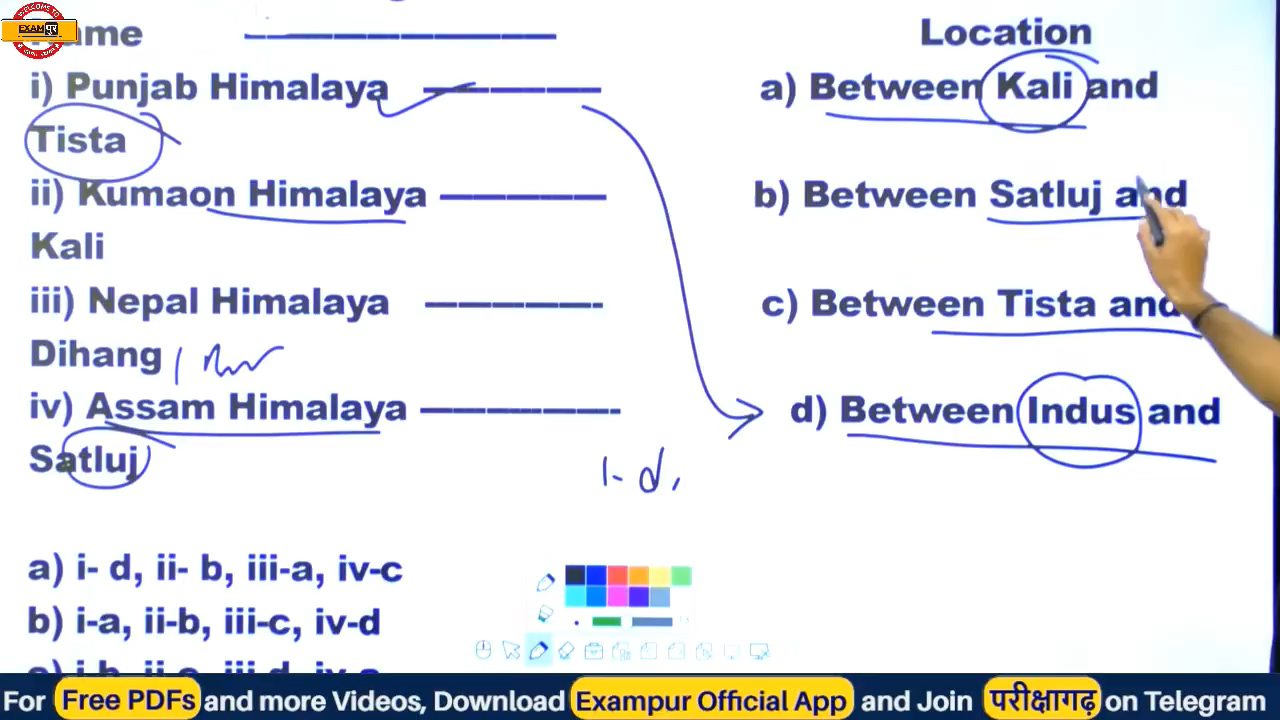 EXAM पुर
Name Location
i) Punjab Himalaya a) Between Kali and
Tista
ii) Kumaon Himalaya b) Between Satluj and
Kali
iii) Nepal Himalaya c) Between Tista and
Dihang
iv) Assam Himalaya d) Between Indus and
Satluj
1- d,
a) i- d, ii- b, iii-a, iv-c
b) i-a, ii-b, iii-c, iv-d
For Free PDFs and more Videos, Download Exampur Official App and Join परीक्षागढ़ on Telegram